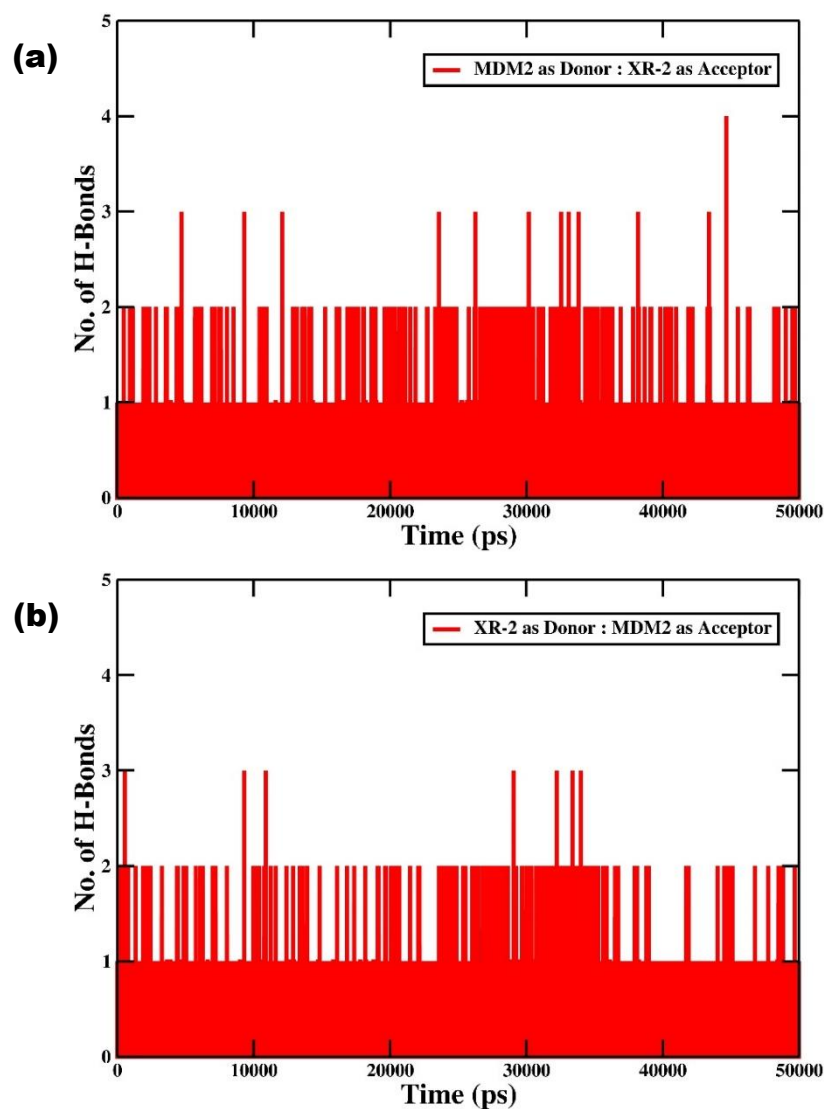 (a)
5
MDM2 as Donor : XR-2 as Acceptor
4
3
2
1
0
No. of H-Bonds
0 10000 20000 30000 40000 50000
Time (ps)
(b)
5
XR-2 as Donor : MDM2 as Acceptor
4
3
2
1
0
No. of H-Bonds
0 10000 20000 30000 40000 50000
Time (ps)